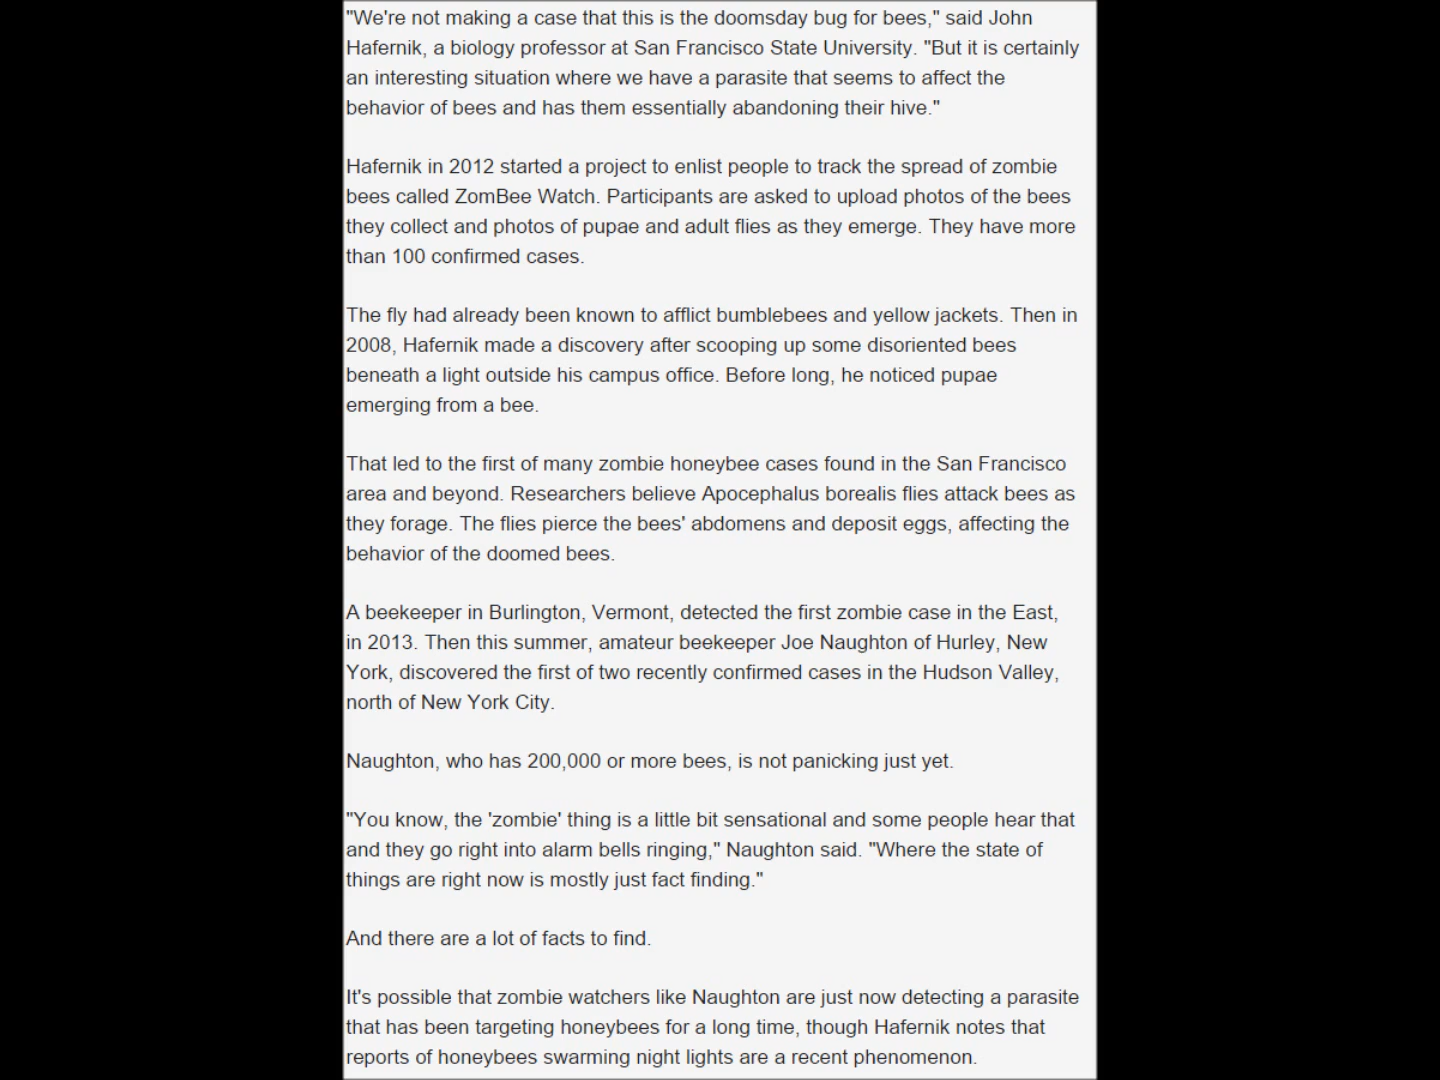 "We're not making a case that this is the doomsday bug for bees," said John
Hafernik, a biology professor at San Francisco State University. "But it is certainly
an interesting situation where we have a parasite that seems to affect the
behavior of bees and has them essentially abandoning their hive."
Hafernik in 2012 started a project to enlist people to track the spread of zombie
bees called ZomBee Watch. Participants are asked to upload photos of the bees
they collect and photos of pupae and adult flies as they emerge. They have more
than 100 confirmed cases.
The fly had already been known to afflict bumblebees and yellow jackets. Then in
2008, Hafernik made a discovery after scooping up some disoriented bees
beneath a light outside his campus office. Before long, he noticed pupae
emerging from a bee.
That led to the first of many zombie honeybee cases found in the San Francisco
area and beyond. Researchers believe Apocephalus borealis flies attack bees as
they forage. The flies pierce the bees' abdomens and deposit eggs, affecting the
behavior of the doomed bees.
A beekeeper in Burlington, Vermont, detected the first zombie case in the East,
in 2013. Then this summer, amateur beekeeper Joe Naughton of Hurley, New
York, discovered the first of two recently confirmed cases in the Hudson Valley,
north of New York City.
Naughton, who has 200,000 or more bees, is not panicking just yet.
"You know, the 'zombie' thing is a little bit sensational and some people hear that
and they go right into alarm bells ringing," Naughton said. "Where the state of
things are right now is mostly just fact finding."
And there are a lot of facts to find.
It's possible that zombie watchers like Naughton are just now detecting a parasite
that has been targeting honeybees for a long time, though Hafernik notes that
reports of honeybees swarming night lights are a recent phenomenon.